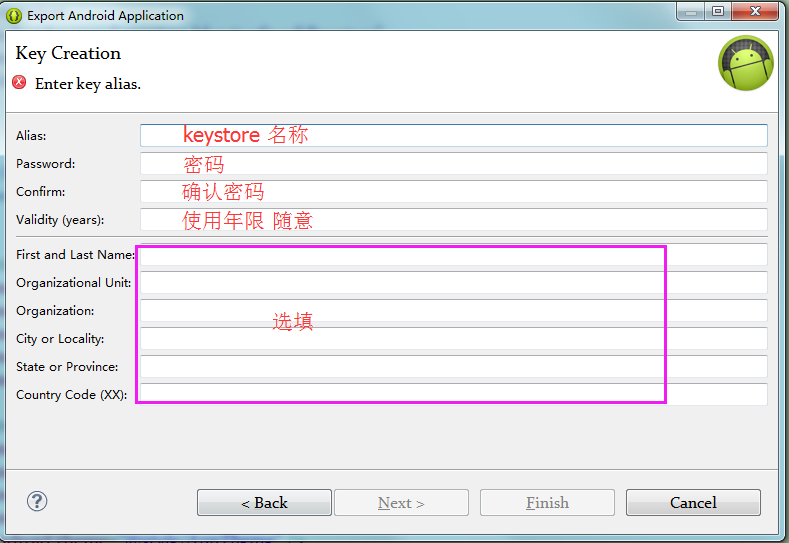 Export Android Application
Key Creation
Enter key alias.
Alias: keystore 名称
Password: 密码
Confirm: 确认密码
Validity (years): 使用年限 随意
First and Last Name:
Organizational Unit:
Organization:
选填
City or Locality:
State or Province:
Country Code (XX):
?
< Back
Next >
Finish
Cancel